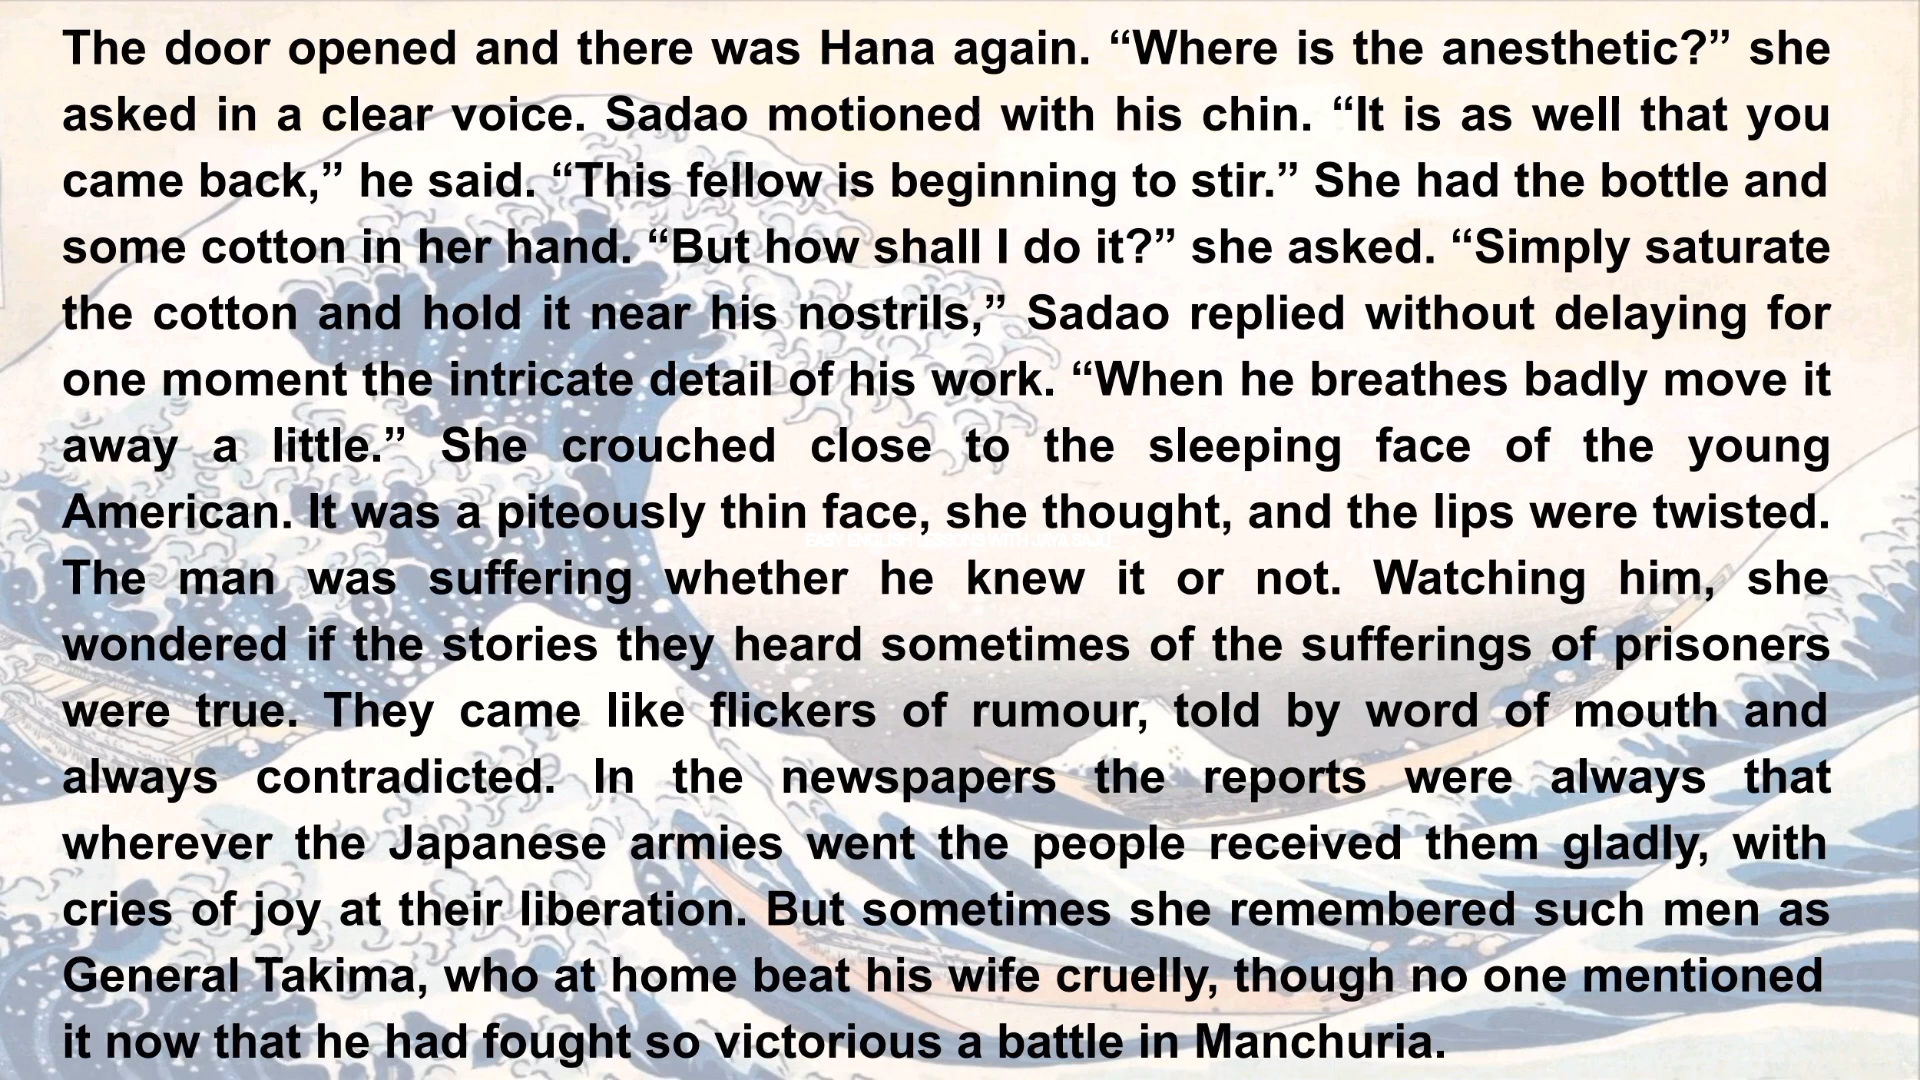 The door opened and there was Hana again. “Where is the anesthetic?” she
asked in a clear voice. Sadao motioned with his chin. “It is as well that you
came back,” he said. “This fellow is beginning to stir.” She had the bottle and
some cotton in her hand. “But how shall I do it?” she asked. “Simply saturate
the cotton and hold it near his nostrils,” Sadao replied without delaying for
one moment the intricate detail of his work. “When he breathes badly move it
away a little.” She crouched close to the sleeping face of the young
American. It was a piteously thin face, she thought, and the lips were twisted.
EASY ENGLISH LESSONS WITH JAYA SAJU
The man was suffering whether he knew it or not. Watching him, she
wondered if the stories they heard sometimes of the sufferings of prisoners
were true. They came like flickers of rumour, told by word of mouth and
always contradicted. In the newspapers the reports were always that
wherever the Japanese armies went the people received them gladly, with
cries of joy at their liberation. But sometimes she remembered such men as
General Takima, who at home beat his wife cruelly, though no one mentioned
it now that he had fought so victorious a battle in Manchuria.